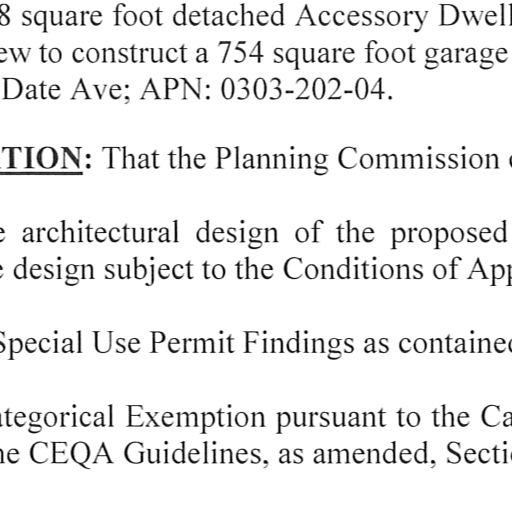 8 square foot detached Accessory Dwell
ew to construct a 754 square foot garage
Date Ave; APN: 0303-202-04.
TION: That the Planning Commission
e architectural design of the proposed
e design subject to the Conditions of App
Special Use Permit Findings as contained
ategorical Exemption pursuant to the Ca
he CEQA Guidelines, as amended, Secti